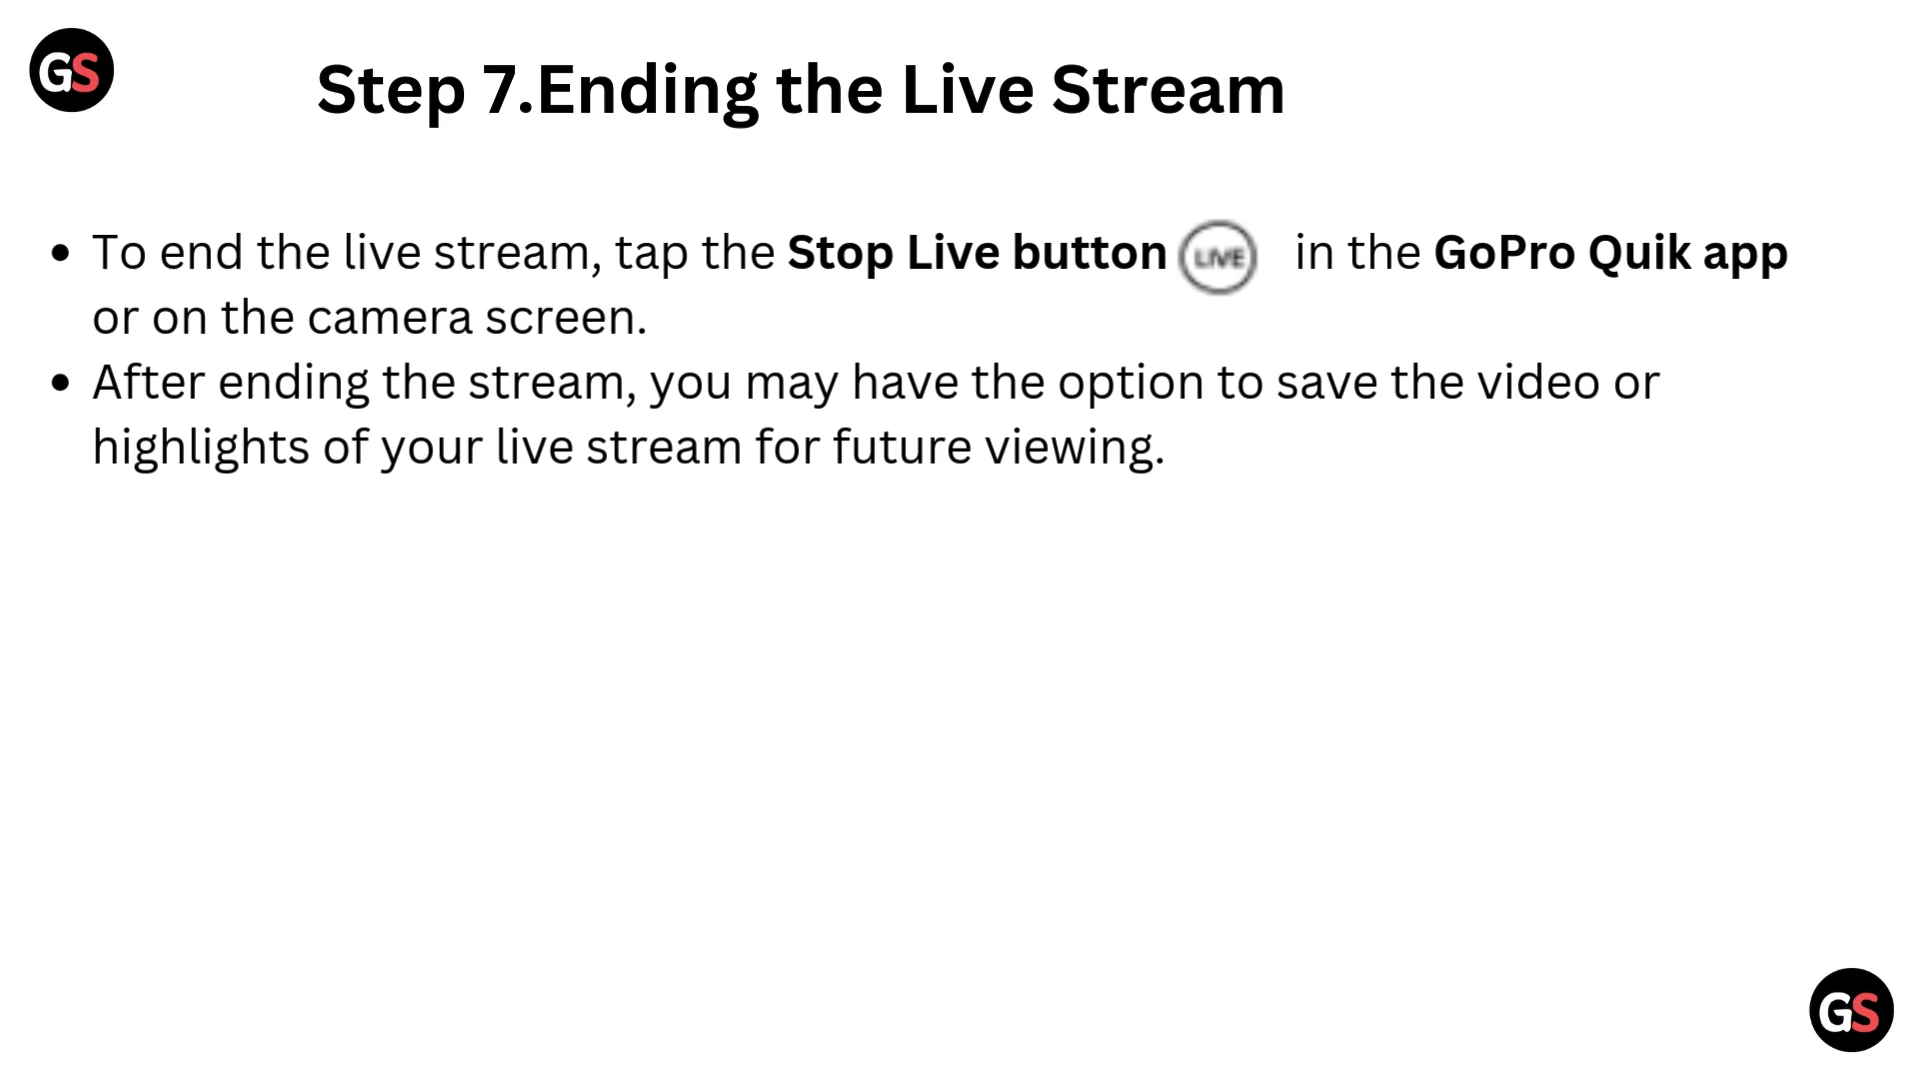 GS
Step 7.Ending the Live Stream
• To end the live stream, tap the Stop Live button LIVE in the GoPro Quik app
or on the camera screen.
• After ending the stream, you may have the option to save the video or
highlights of your live stream for future viewing.
GS